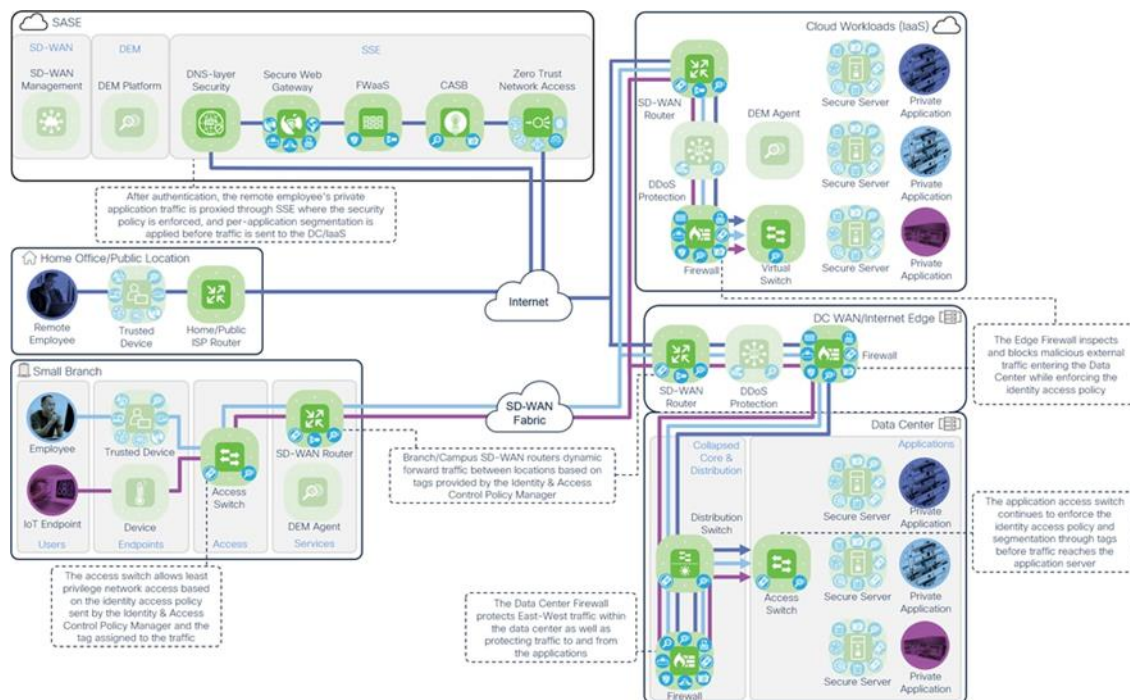 SASE
SD-WAN
DEM
SSE
SD-WAN
Management
DEM Platform
DNS-layer
Security
Secure Web
Gateway
FWaaS
CASB
Zero Trust
Network Access
After authentication, the remote employee's private
application traffic is proxied through SSE where the security
policy is enforced, and per-application segmentation is
applied before traffic is sent to the DC/IaaS
Home Office/Public Location
Remote
Employee
Trusted
Device
Home/Public
ISP Router
Internet
Small Branch
Employee
Trusted Device
IoT Endpoint
Device
Access
Switch
SD-WAN Router
DEM Agent
Users
Endpoints
Access
Services
SD-WAN
Fabric
Branch/Campus SD-WAN routers dynamic
forward traffic between locations based on
tags provided by the Identity & Access
Control Policy Manager
The access switch allows least
privilege network access based
on the identity access policy
sent by the Identity & Access
Control Policy Manager and the
tag assigned to the traffic
Cloud Workloads (IaaS)
SD-WAN
Router
DEM Agent
DDoS
Protection
Firewall
Virtual
Switch
Secure Server
Private
Application
Secure Server
Private
Application
Secure Server
Private
Application
DC WAN/Internet Edge
SD-WAN
Router
DDoS
Protection
Firewall
The Edge Firewall inspects
and blocks malicious external
traffic entering the Data
Center while enforcing the
identity access policy
Data Center
Collapsed
Core &
Distribution
Applications
Distribution
Switch
Access
Switch
Firewall
Secure Server
Private
Application
Secure Server
Private
Application
Secure Server
Private
Application
The application access switch
continues to enforce the
identity access policy and
segmentation through tags
before traffic reaches the
application server
The Data Center Firewall
protects East-West traffic within
the data center as well as
protecting traffic to and from
the applications